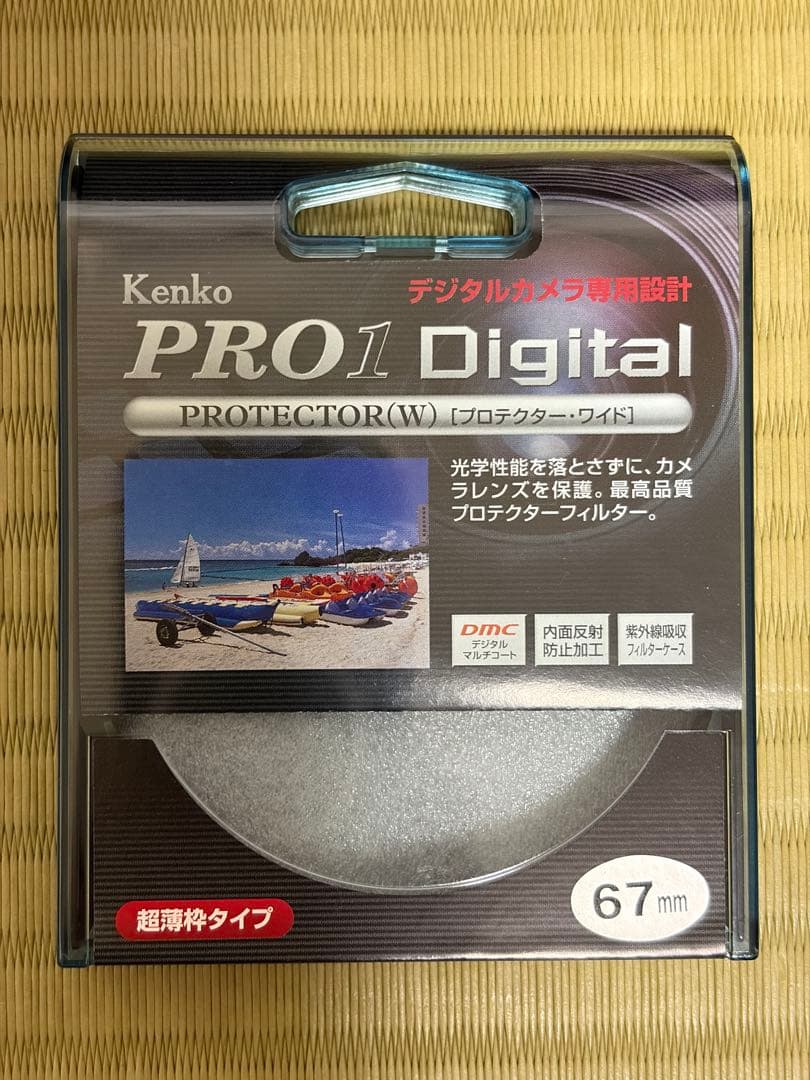 Kenko
デジタルカメラ専用設計
PRO1 Digital
PROTECTOR(W) [プロテクター・ワイド]
光学性能を落とさずに、カメ
ラレンズを保護。最高品質
プロテクターフィルター。
DMC
デジタル
マルチコート
内面反射
防止加工
紫外線吸収
フィルターケース
超薄枠タイプ
67mm